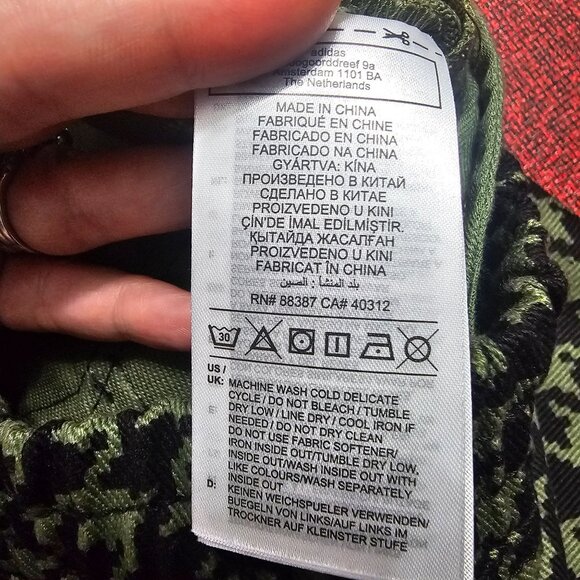 adidas
Amsterdam 1101 BA
The Netherlands
MADE IN CHINA
FABRIQUÉ EN CHINE
FABRICADO EN CHINA
FABRICADO NA CHINA
GYÁRTVA: KÍNA
ПРОИЗВЕДЕНО В КИТАЙ
СДЕЛАНО В КИТАЕ
PROIZVEDENO U KINI
ÇİN'DE İMAL EDİLMİŞTİR.
ҚЫТАЙДА ЖАСАЛҒАН
PROIZVEDENO U KINI
FABRICAT ÎN CHINA
بلد المنشأ: الصين
RN# 88387 CA# 40312
30
US /
UK: MACHINE WASH COLD DELICATE
CYCLE / DO NOT BLEACH / TUMBLE
DRY LOW / LINE DRY / COOL IRON IF
NEEDED / DO NOT DRY CLEAN
DO NOT USE FABRIC SOFTENER/
IRON INSIDE OUT/TUMBLE DRY LOW,
INSIDE OUT/WASH INSIDE OUT WITH
LIKE COLOURS/WASH SEPARATELY
INSIDE OUT
D: KEINEN WEICHSPUELER VERWENDEN/
BUEGELN VON LINKS/AUF LINKS IM
TROCKNER AUF KLEINSTER STUFE